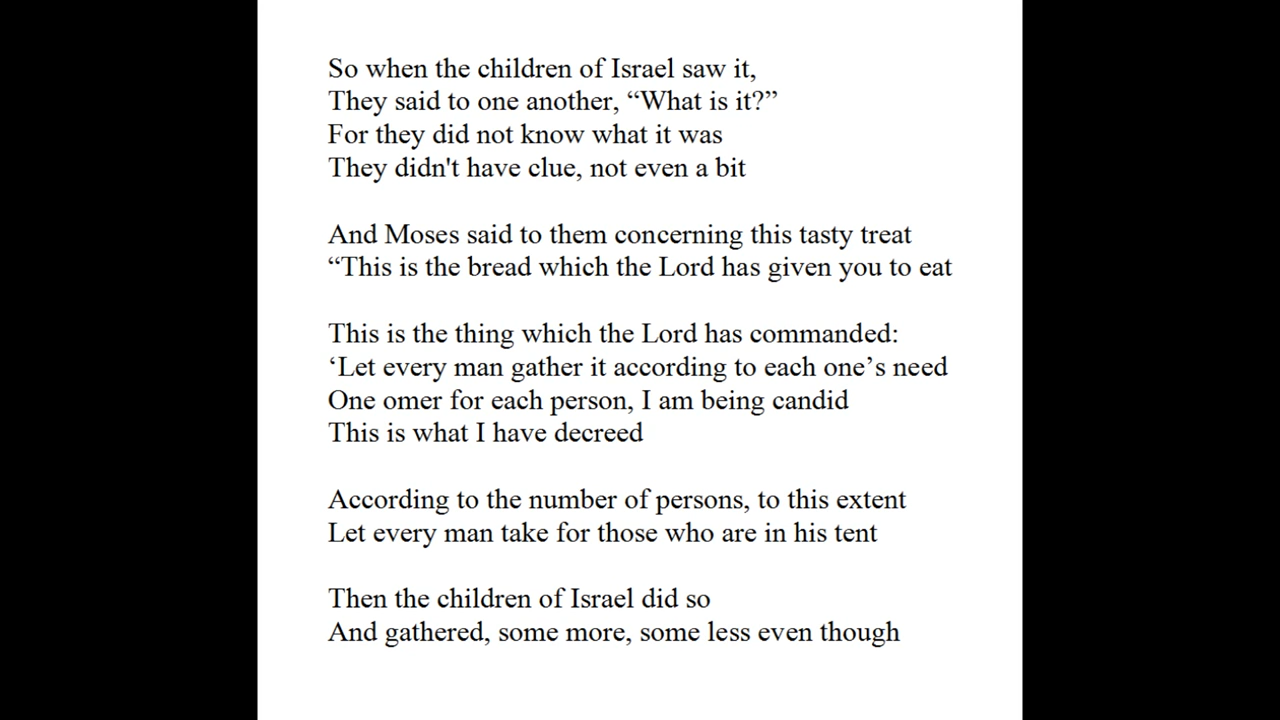 So when the children of Israel saw it,
They said to one another, “What is it?”
For they did not know what it was
They didn't have clue, not even a bit
And Moses said to them concerning this tasty treat
“This is the bread which the Lord has given you to eat
This is the thing which the Lord has commanded:
‘Let every man gather it according to each one’s need
One omer for each person, I am being candid
This is what I have decreed
According to the number of persons, to this extent
Let every man take for those who are in his tent
Then the children of Israel did so
And gathered, some more, some less even though